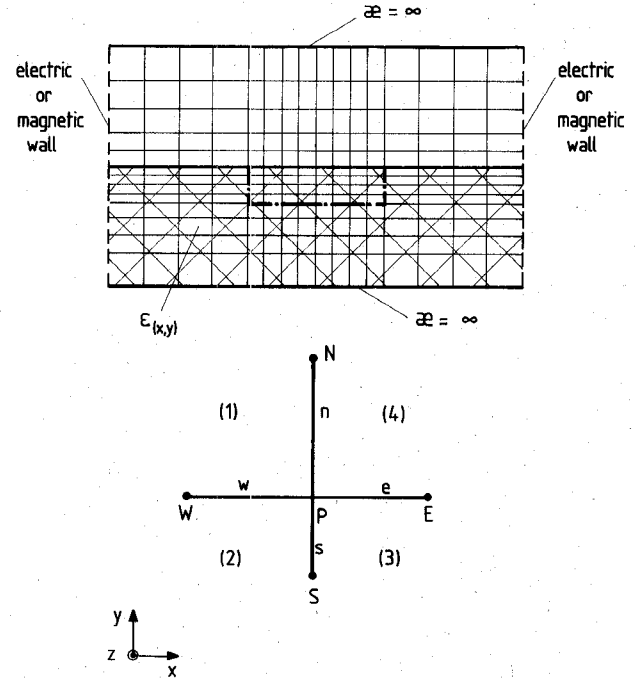 æ = ∞
electric
or
magnetic
wall
electric
or
magnetic
wall
ε(x,y)
æ = ∞
N
(1)
n
(4)
w
e
W
P
E
(2)
s
(3)
S
y
z
x